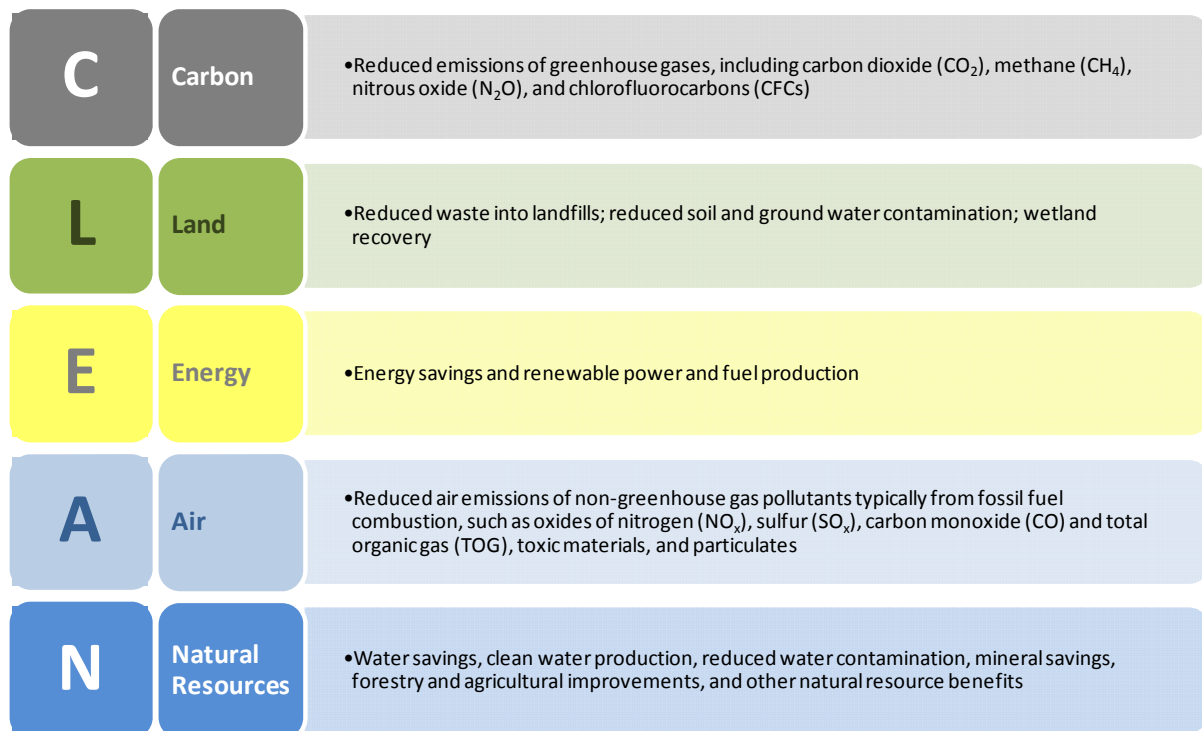 C
Carbon
•Reduced emissions of greenhouse gases, including carbon dioxide (CO₂), methane (CH₄),
nitrous oxide (N₂O), and chlorofluorocarbons (CFCs)
L
Land
•Reduced waste into landfills; reduced soil and ground water contamination; wetland
recovery
E
Energy
•Energy savings and renewable power and fuel production
A
Air
•Reduced air emissions of non-greenhouse gas pollutants typically from fossil fuel
combustion, such as oxides of nitrogen (NOₓ), sulfur (SOₓ), carbon monoxide (CO) and total
organic gas (TOG), toxic materials, and particulates
N
Natural
Resources
•Water savings, clean water production, reduced water contamination, mineral savings,
forestry and agricultural improvements, and other natural resource benefits